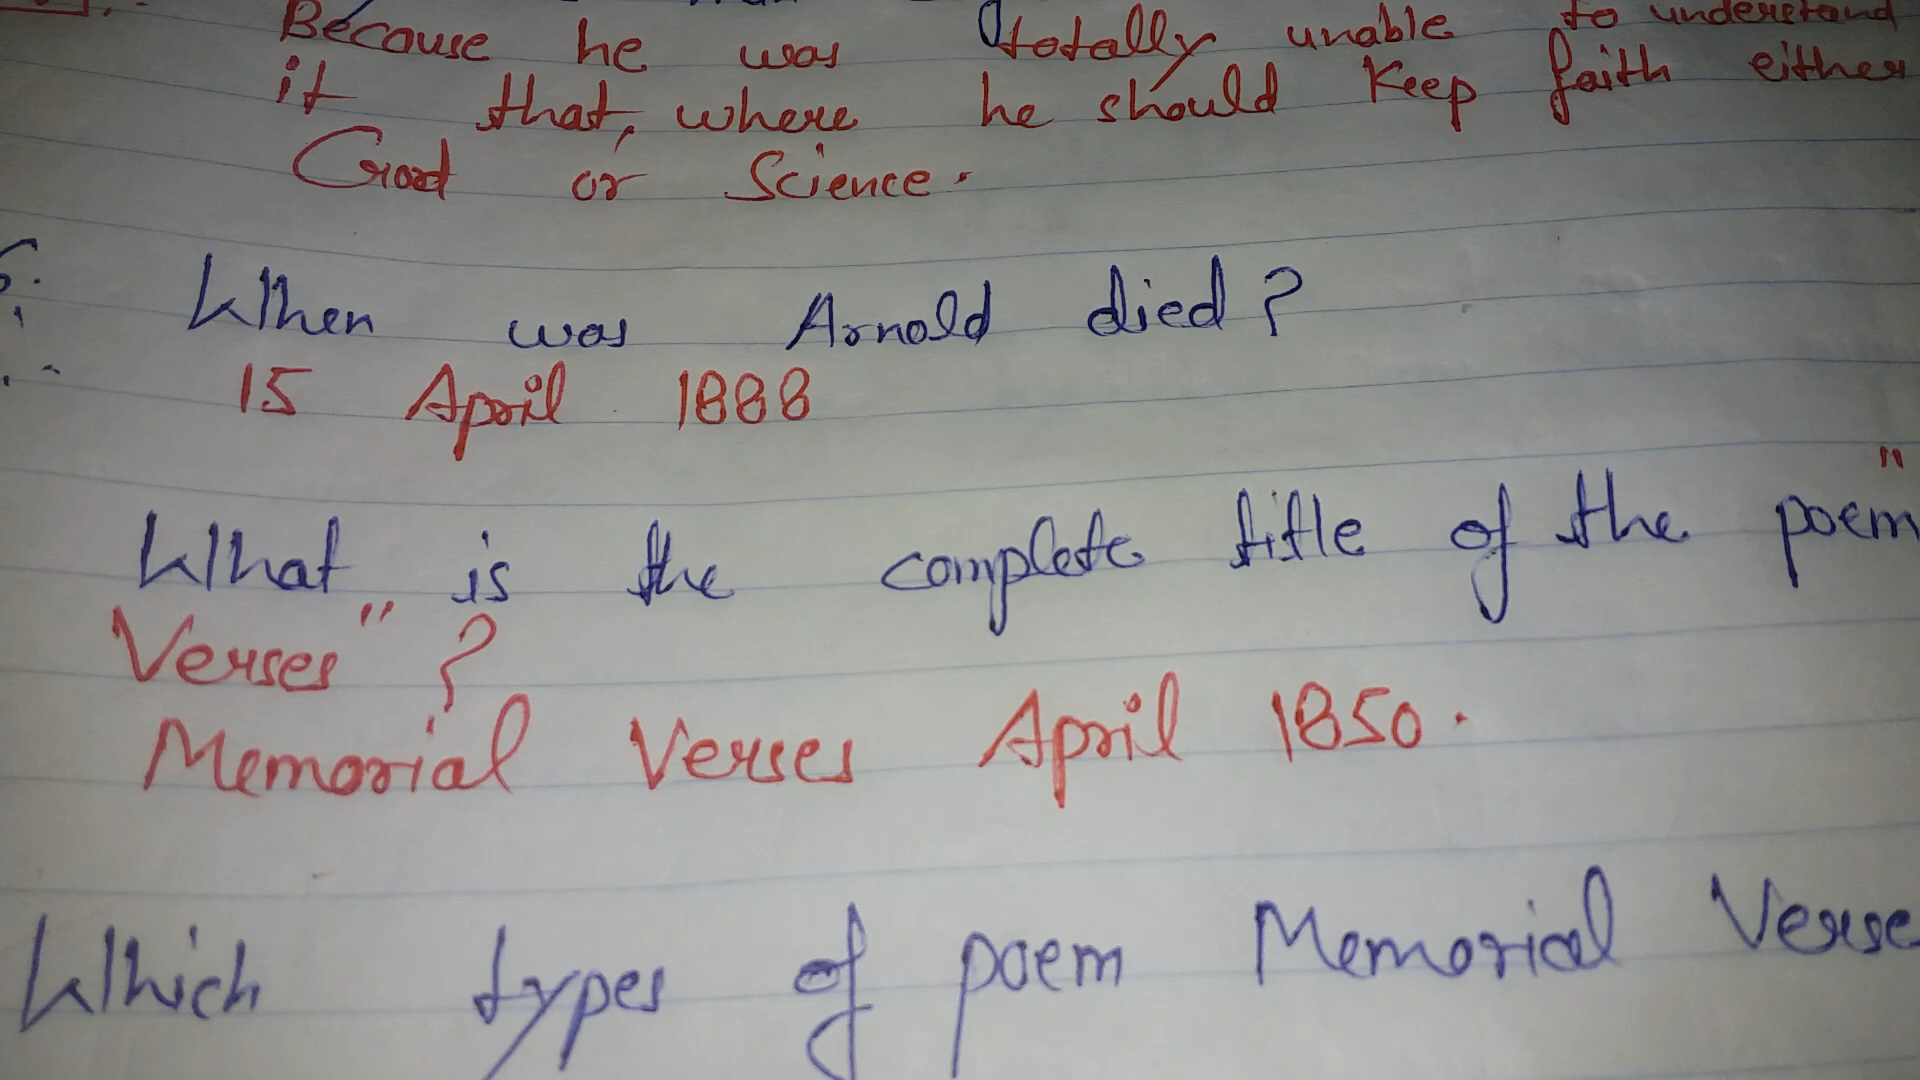 Because he was totally unable to understand
it that, where he should keep faith either
God or Science.
When was Arnold died?
15 April 1888
What is the complete title of the poem "
Verses" ?
Memorial Verses April 1850.
Which types of poem Memorial Verse